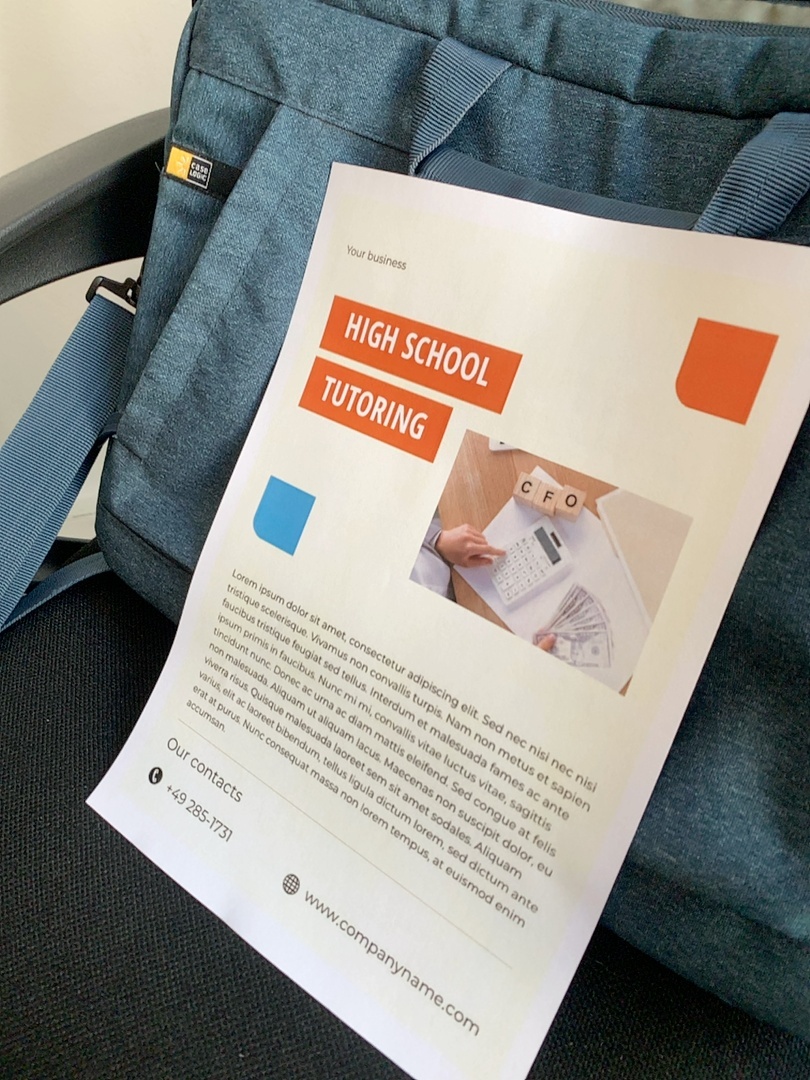 case
LOGIC
Your business
HIGH SCHOOL
TUTORING
CFO
Lorem ipsum dolor sit amet, consectetur adipiscing elit. Sed nec nisi nec nisi
tristique scelerisque. Vivamus non convallis turpis. Nam non metus et sapien
faucibus tristique feugiat sed tellus. Interdum et malesuada fames ac ante
ipsum primis in faucibus. Nunc mi mi, convallis vitae luctus vitae, sagittis
tincidunt nunc. Donec ac urna ac diam mattis eleifend. Sed congue at felis
non malesuada. Aliquam ut aliquam lacus. Maecenas non suscipit dolor, eu
viverra risus. Quisque malesuada laoreet sem sit amet sodales. Aliquam
varius, elit ac laoreet bibendum, tellus ligula dictum lorem, sed dictum ante
erat at purus. Nunc consequat massa non lorem tempus, at euismod enim
accumsan.
Our contacts
+49 285-1731
www.companyname.com